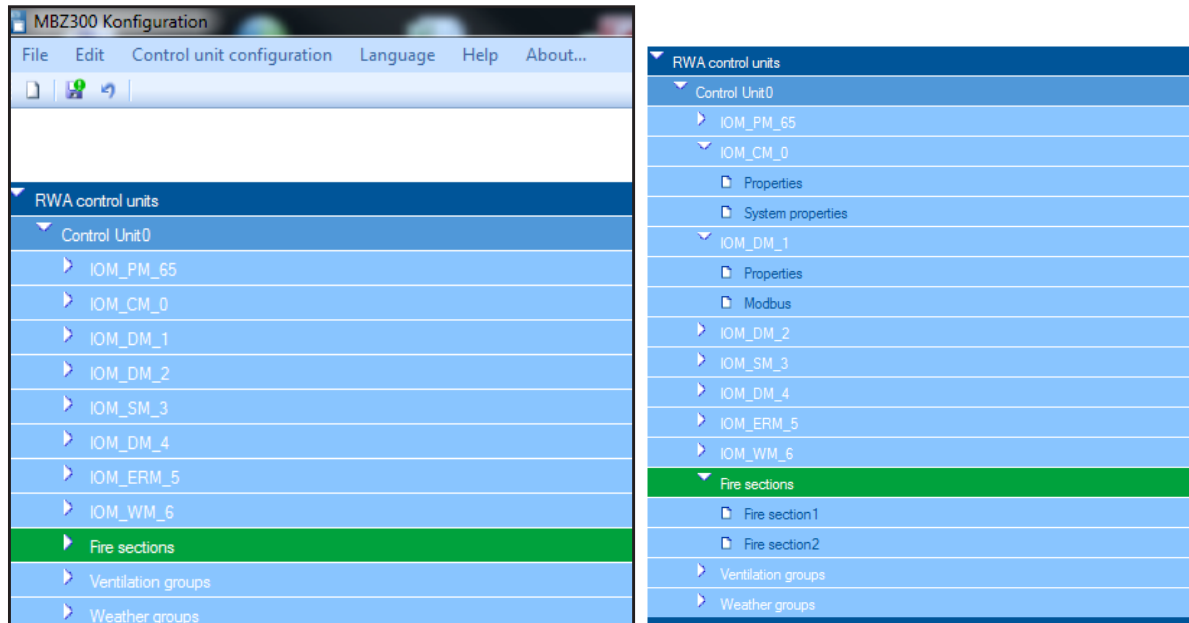 MBZ300 Konfiguration
File Edit Control unit configuration Language Help About...
RWA control units
Control Unit0
IOM_PM_65
IOM_CM_0
IOM_DM_1
IOM_DM_2
IOM_SM_3
IOM_DM_4
IOM_ERM_5
IOM_WM_6
Fire sections
Ventilation groups
Weather groups
RWA control units
Control Unit0
IOM_PM_65
IOM_CM_0
Properties
System properties
IOM_DM_1
Properties
Modbus
IOM_DM_2
IOM_SM_3
IOM_DM_4
IOM_ERM_5
IOM_WM_6
Fire sections
Fire section1
Fire section2
Ventilation groups
Weather groups